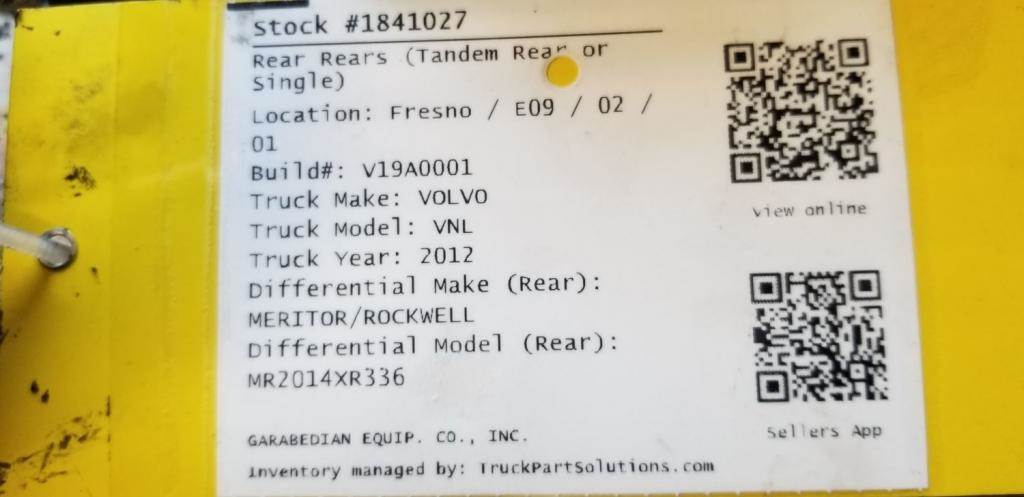 Stock #1841027
Rear Rears (Tandem Rear or
Single)
Location: Fresno / E09 / 02 /
01
Build#: V19A0001
Truck Make: VOLVO
Truck Model: VNL
Truck Year: 2012
Differential Make (Rear):
MERITOR/ROCKWELL
Differential Model (Rear):
MR2014XR336
GARABEDIAN EQUIP. CO., INC.
Inventory managed by: TruckPartSolutions.com
View online
Sellers App